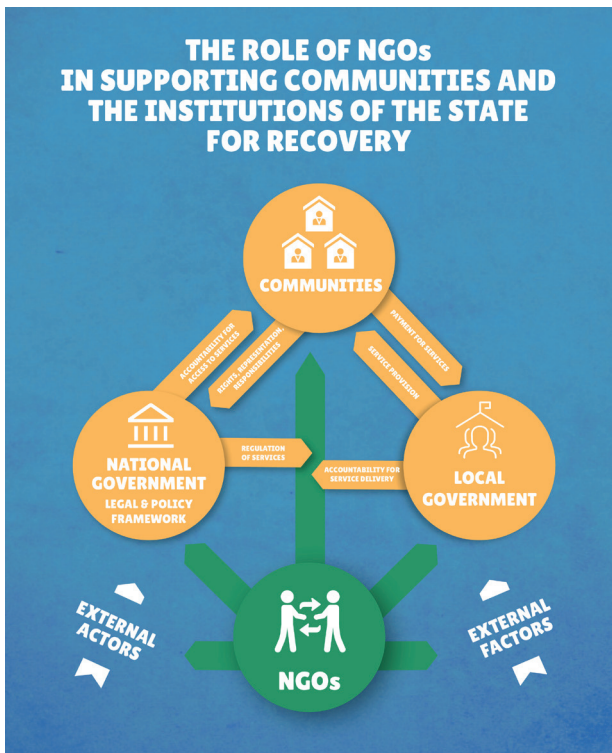 THE ROLE OF NGOs
IN SUPPORTING COMMUNITIES AND
THE INSTITUTIONS OF THE STATE
FOR RECOVERY
COMMUNITIES
ACCOUNTABILITY FOR
ACCESS TO SERVICES
RIGHTS, REPRESENTATION,
RESPONSIBILITIES
PAYMENT FOR SERVICES
SERVICE PROVISION
NATIONAL
GOVERNMENT
LEGAL & POLICY
FRAMEWORK
REGULATION
OF SERVICES
ACCOUNTABILITY FOR
SERVICE DELIVERY
LOCAL
GOVERNMENT
EXTERNAL
ACTORS
NGOs
EXTERNAL
FACTORS